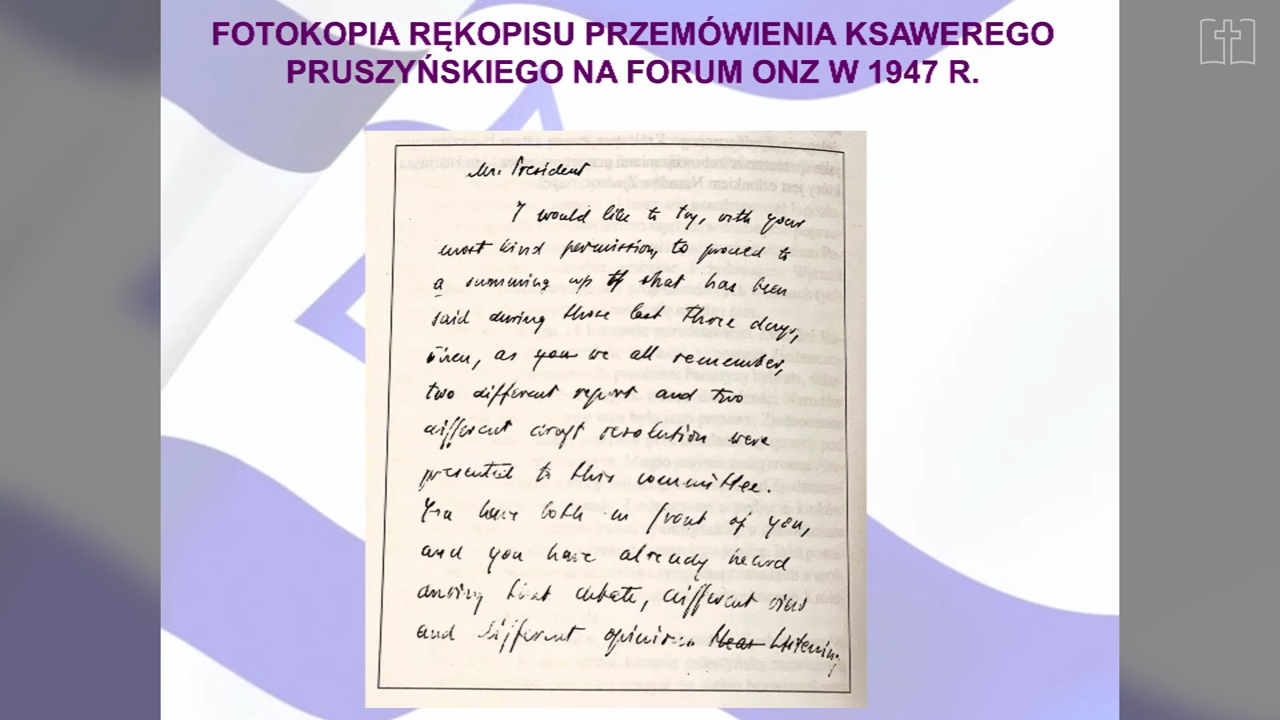 FOTOKOPIA RĘKOPISU PRZEMÓWIENIA KSAWEREGO
PRUSZYŃSKIEGO NA FORUM ONZ W 1947 R.
Mr. President
I would like to try, with your
most kind permission, to proceed to
a summing up of what has been
said during those last three days,
when, as you we all remember,
two different report and two
different draft resolution were
presented to this committee.
You have both in front of you,
and you have already heard
during that debate, different views
and different opinions. Hear Listening